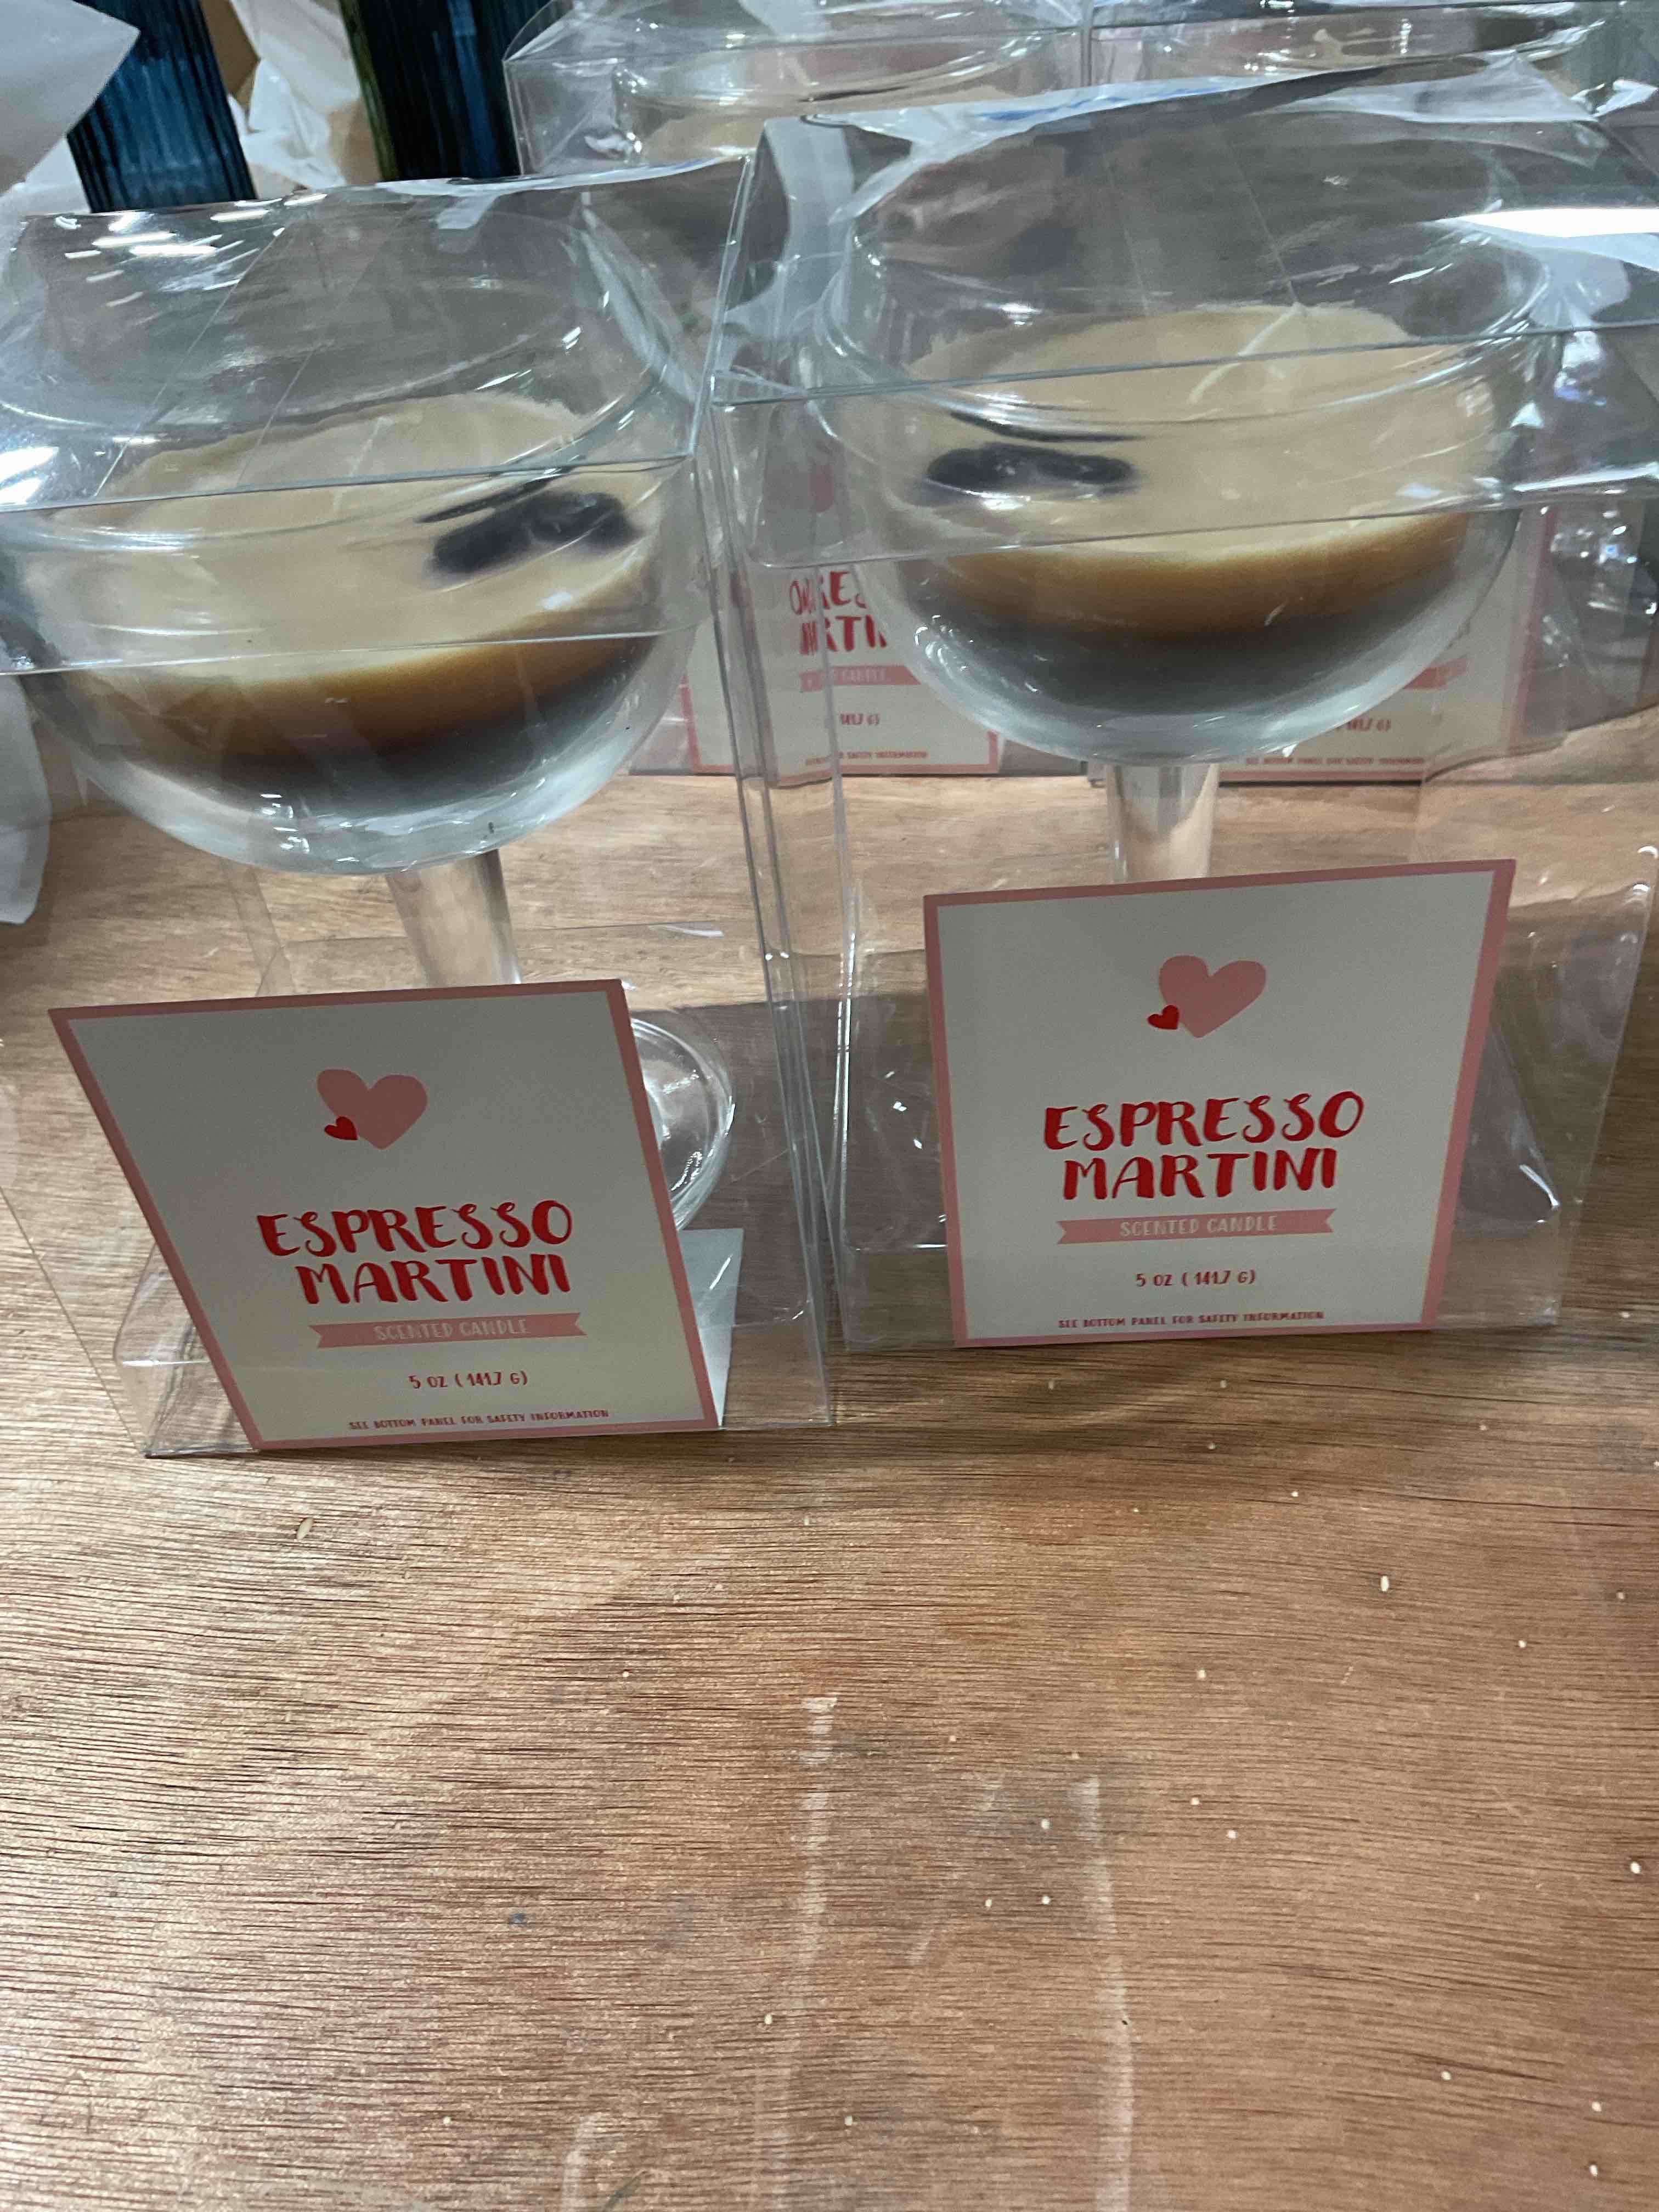 ESPRESSO
MARTINI
SCENTED CANDLE
5 OZ (141.7 G)
SEE BOTTOM PANEL FOR SAFETY INFORMATION
ESPRESSO
MARTINI
SCENTED CANDLE
5 OZ (141.7 G)
SEE BOTTOM PANEL FOR SAFETY INFORMATION